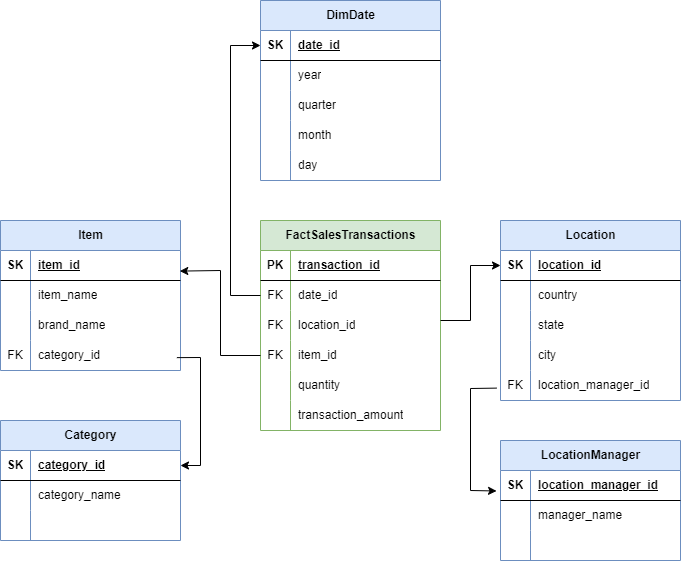 DimDate
SK date_id
year
quarter
month
day
Item
SK item_id
item_name
brand_name
FK category_id
FactSalesTransactions
PK transaction_id
FK date_id
FK location_id
FK item_id
quantity
transaction_amount
Location
SK location_id
country
state
city
FK location_manager_id
Category
SK category_id
category_name
LocationManager
SK location_manager_id
manager_name